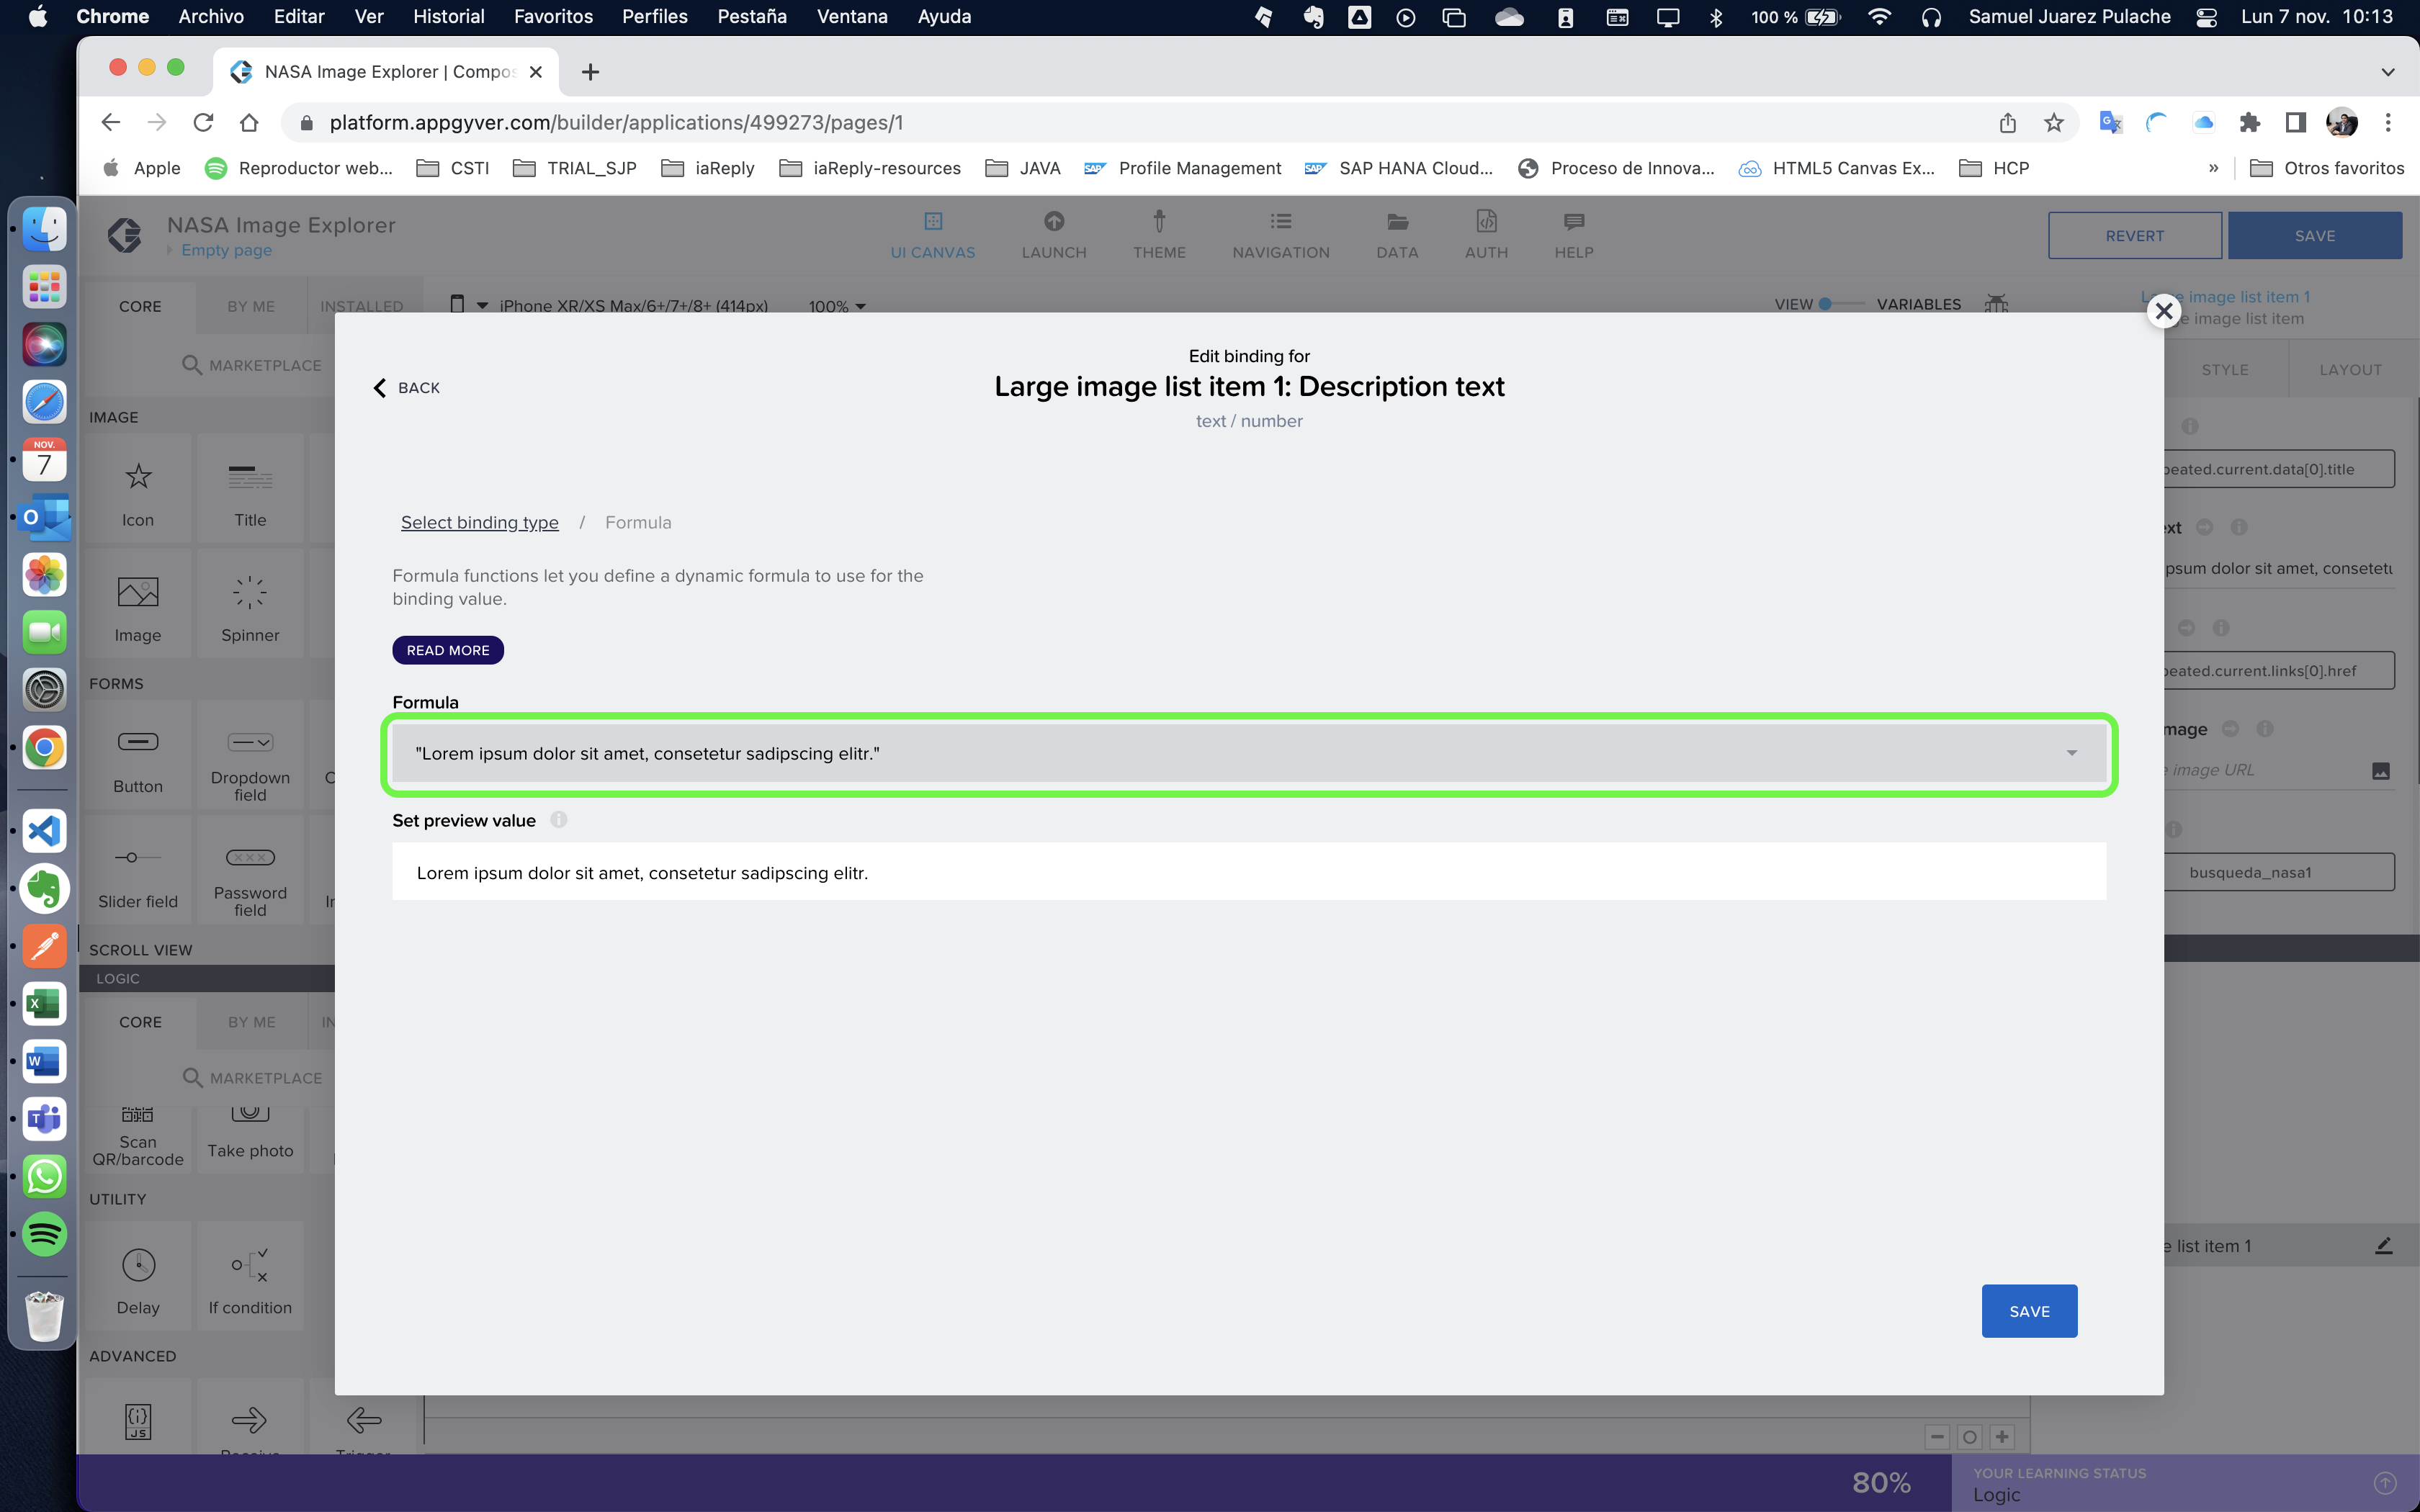 Chrome Archivo Editar Ver Historial Favoritos Perfiles Pestaña Ventana Ayuda 100 % Samuel Juarez Pulache Lun 7 nov. 10:13
NASA Image Explorer | Compos
platform.appgyver.com/builder/applications/499273/pages/1
Apple Reproductor web... CSTI TRIAL_SJP iaReply iaReply-resources JAVA SAP Profile Management SAP SAP HANA Cloud... Proceso de Innova... HTML5 Canvas Ex... HCP » Otros favoritos
NASA Image Explorer
Empty page
UI CANVAS LAUNCH THEME NAVIGATION DATA AUTH HELP
REVERT SAVE
CORE BY ME INSTALLED
iPhone XR/XS Max/6+/7+/8+ (414px) 100%
VIEW VARIABLES
image list item 1
e image list item
MARKETPLACE
STYLE LAYOUT
Edit binding for
BACK
Large image list item 1: Description text
text / number
IMAGE
Icon Title
Image Spinner
FORMS
Button Dropdown field
Slider field Password field
SCROLL VIEW
LOGIC
CORE BY ME IN
MARKETPLACE
Scan QR/barcode Take photo
UTILITY
Delay If condition
ADVANCED
JS
Select binding type / Formula
Formula functions let you define a dynamic formula to use for the
binding value.
READ MORE
Formula
"Lorem ipsum dolor sit amet, consetetur sadipscing elitr."
Set preview value
Lorem ipsum dolor sit amet, consetetur sadipscing elitr.
SAVE
eated.current.data[0].title
ext
psum dolor sit amet, consetetu
eated.current.links[0].href
mage
image URL
busqueda_nasa1
e list item 1
NOV.
7
80%
YOUR LEARNING STATUS
Logic